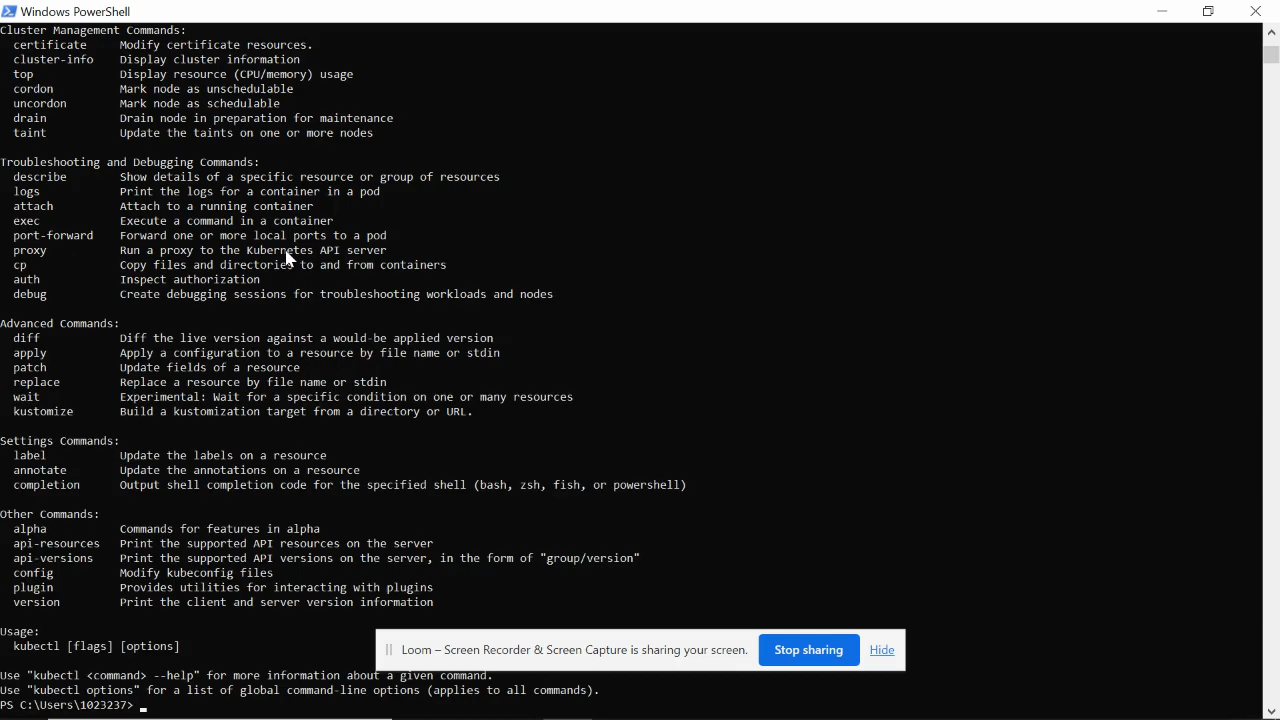 Windows PowerShell
Cluster Management Commands:
certificate Modify certificate resources.
cluster-info Display cluster information
top Display resource (CPU/memory) usage
cordon Mark node as unschedulable
uncordon Mark node as schedulable
drain Drain node in preparation for maintenance
taint Update the taints on one or more nodes
Troubleshooting and Debugging Commands:
describe Show details of a specific resource or group of resources
logs Print the logs for a container in a pod
attach Attach to a running container
exec Execute a command in a container
port-forward Forward one or more local ports to a pod
proxy Run a proxy to the Kubernetes API server
cp Copy files and directories to and from containers
auth Inspect authorization
debug Create debugging sessions for troubleshooting workloads and nodes
Advanced Commands:
diff Diff the live version against a would-be applied version
apply Apply a configuration to a resource by file name or stdin
patch Update fields of a resource
replace Replace a resource by file name or stdin
wait Experimental: Wait for a specific condition on one or many resources
kustomize Build a kustomization target from a directory or URL.
Settings Commands:
label Update the labels on a resource
annotate Update the annotations on a resource
completion Output shell completion code for the specified shell (bash, zsh, fish, or powershell)
Other Commands:
alpha Commands for features in alpha
api-resources Print the supported API resources on the server
api-versions Print the supported API versions on the server, in the form of "group/version"
config Modify kubeconfig files
plugin Provides utilities for interacting with plugins
version Print the client and server version information
Usage:
kubectl [flags] [options]
Loom – Screen Recorder & Screen Capture is sharing your screen. Stop sharing Hide
Use "kubectl <command> --help" for more information about a given command.
Use "kubectl options" for a list of global command-line options (applies to all commands).
PS C:\Users\1023237>